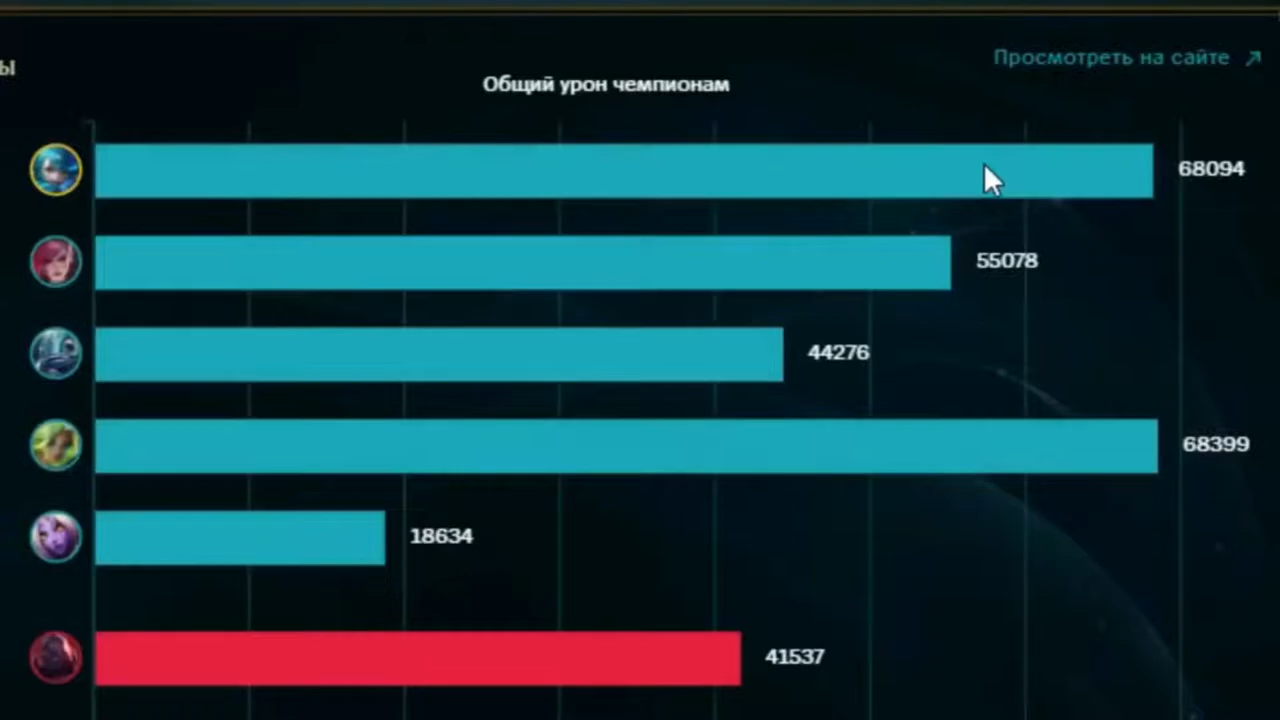 Просмотреть на сайте
ы
Общий урон чемпионам
68094
55078
44276
68399
18634
41537